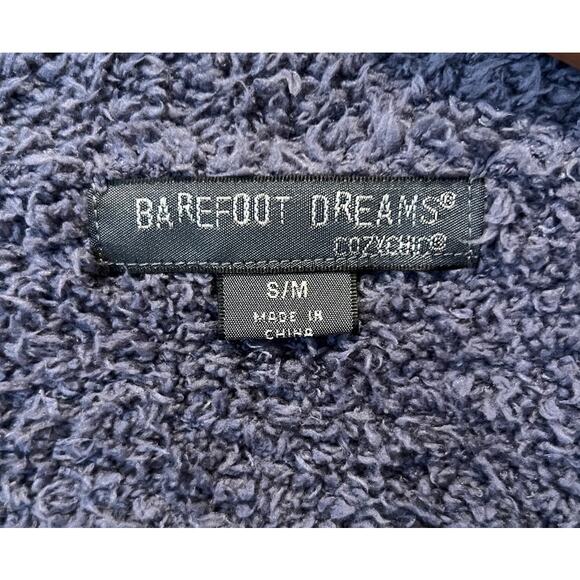 BAREFOOT DREAMS®
COZYCHIC®
S/M
MADE IN
CHINA